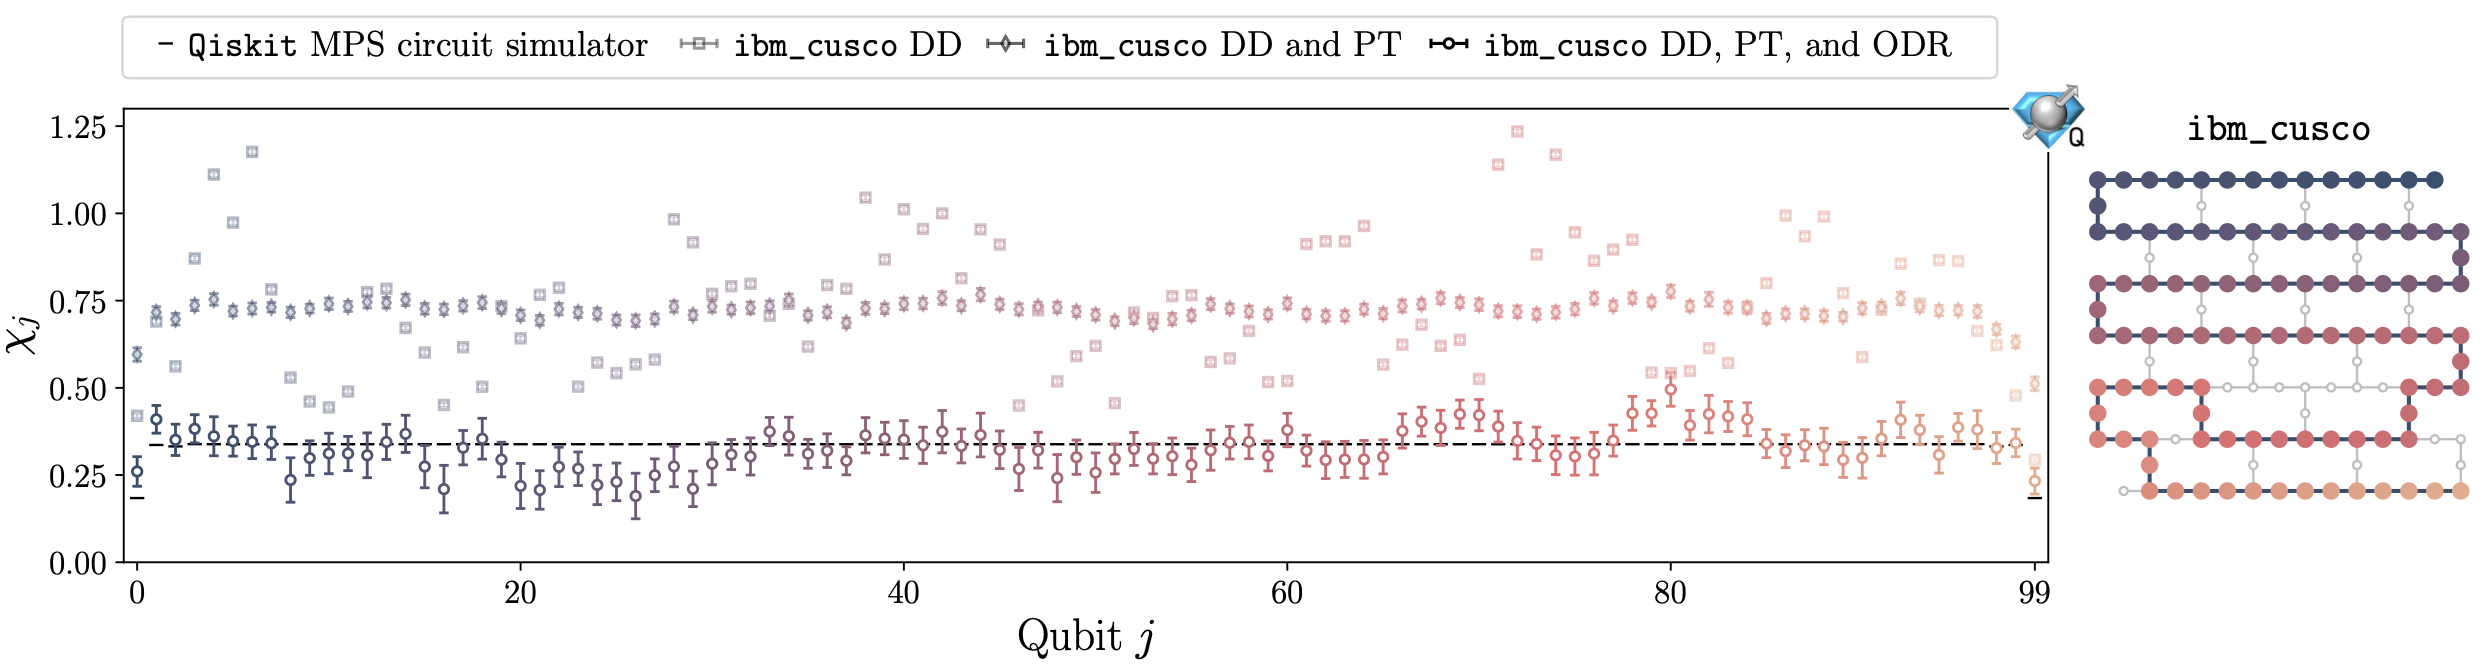 Qiskit MPS circuit simulator ibm_cusco DD ibm_cusco DD and PT ibm_cusco DD, PT, and ODR
1.25
1.00
0.75
0.50
0.25
0.00
χj
0 20 40 60 80 99
Qubit j
Q
ibm_cusco